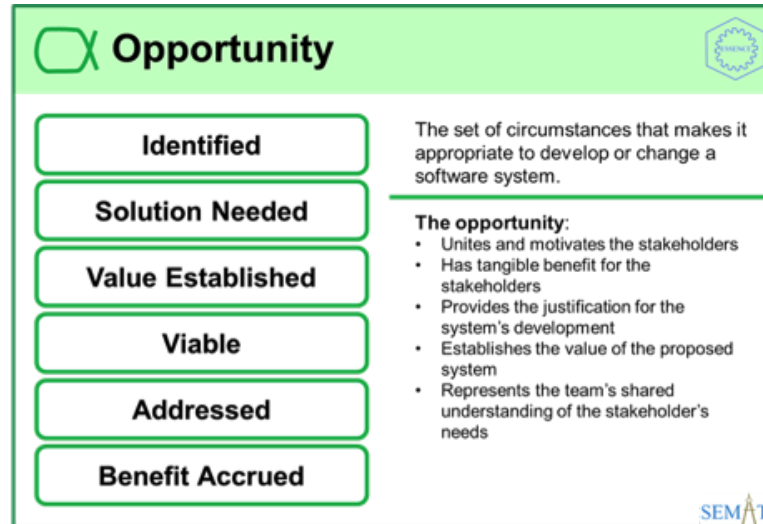 Opportunity
ESSENCE
Identified
Solution Needed
Value Established
Viable
Addressed
Benefit Accrued
The set of circumstances that makes it
appropriate to develop or change a
software system.
The opportunity:
• Unites and motivates the stakeholders
• Has tangible benefit for the
stakeholders
• Provides the justification for the
system's development
• Establishes the value of the proposed
system
• Represents the team's shared
understanding of the stakeholder's
needs
SEMAT